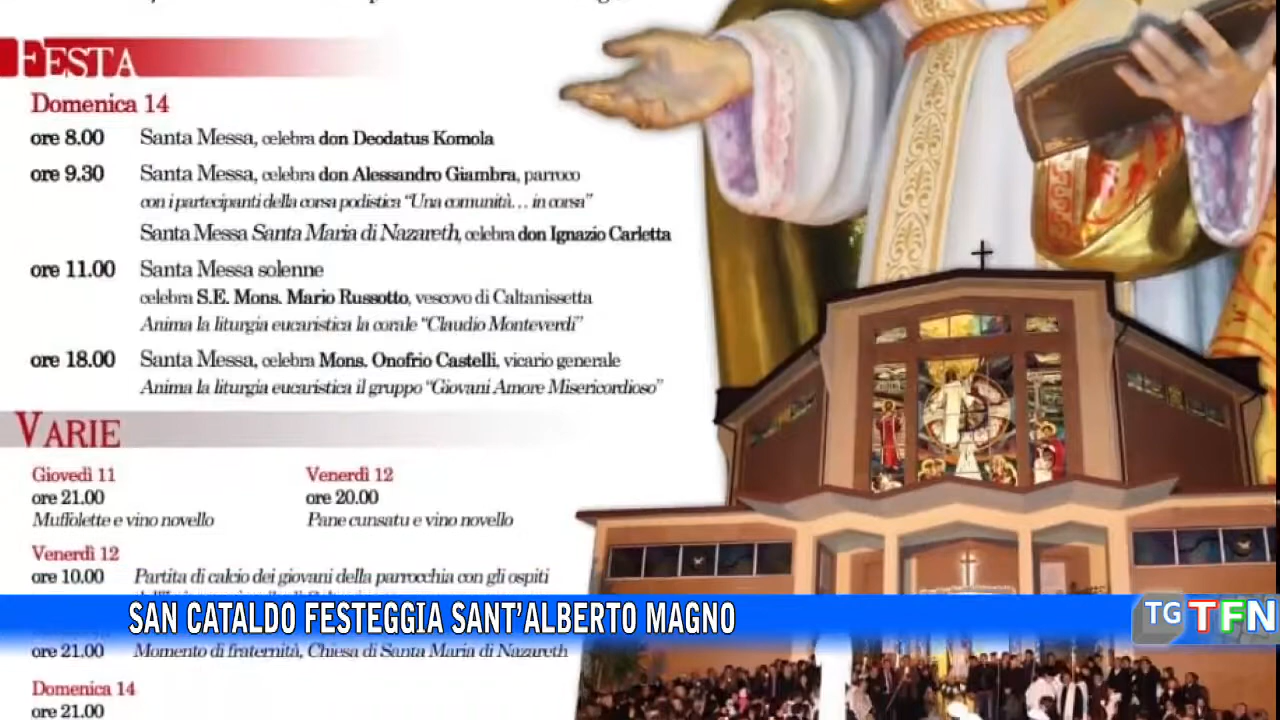 FESTA
Domenica 14
ore 8.00 Santa Messa, celebra don Deodatus Komola
ore 9.30 Santa Messa, celebra don Alessandro Giambra, parroco
con i partecipanti della corsa podistica “Una comunità… in corsa”
Santa Messa Santa Maria di Nazareth, celebra don Ignazio Carletta
ore 11.00 Santa Messa solenne
celebra S.E. Mons. Mario Russotto, vescovo di Caltanissetta
Anima la liturgia eucaristica la corale “Claudio Monteverdi”
ore 18.00 Santa Messa, celebra Mons. Onofrio Castelli, vicario generale
Anima la liturgia eucaristica il gruppo “Giovani Amore Misericordioso”
VARIE
Giovedì 11
ore 21.00
Muffolette e vino novello
Venerdì 12
ore 20.00
Pane cunsatu e vino novello
Venerdì 12
ore 10.00 Partita di calcio dei giovani della parrocchia con gli ospiti
SAN CATALDO FESTEGGIA SANT'ALBERTO MAGNO
TG TFN
ore 21.00 Momento di fraternità, Chiesa di Santa Maria di Nazareth
Domenica 14
ore 21.00